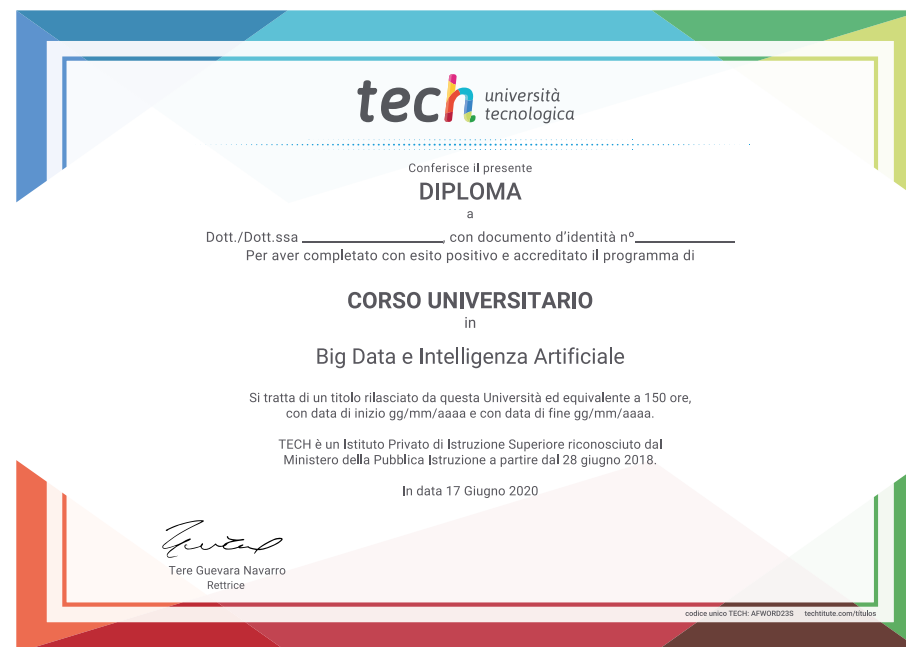 tech università
tecnologica
Conferisce il presente
DIPLOMA
a
Dott./Dott.ssa ____________________, con documento d'identità nº______________
Per aver completato con esito positivo e accreditato il programma di
CORSO UNIVERSITARIO
in
Big Data e Intelligenza Artificiale
Si tratta di un titolo rilasciato da questa Università ed equivalente a 150 ore,
con data di inizio gg/mm/aaaa e con data di fine gg/mm/aaaa.
TECH è un Istituto Privato di Istruzione Superiore riconosciuto dal
Ministero della Pubblica Istruzione a partire dal 28 giugno 2018.
In data 17 Giugno 2020
Tere Guevara Navarro
Rettrice
codice unico TECH: AFWORD23S techtitute.com/titulos